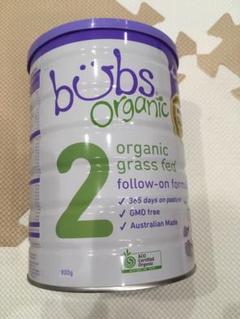 bubs
organic
2
organic
grass fed
follow-on formula
✓ 365 days on pasture
✓ GMO free
✓ Australian Made
ACO
Certified
Organic